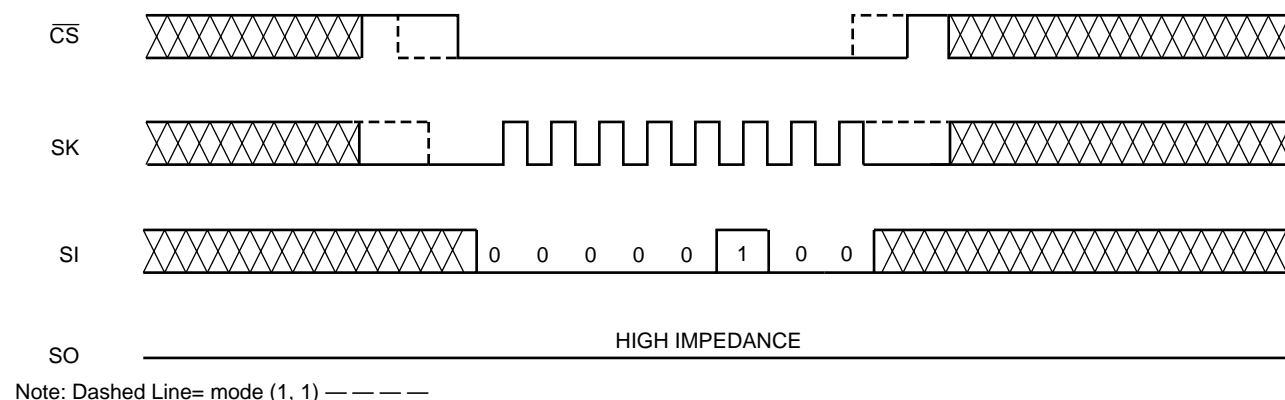 CS
SK
SI
0 0 0 0 0 1 0 0
HIGH IMPEDANCE
SO
Note: Dashed Line= mode (1, 1) — — — —